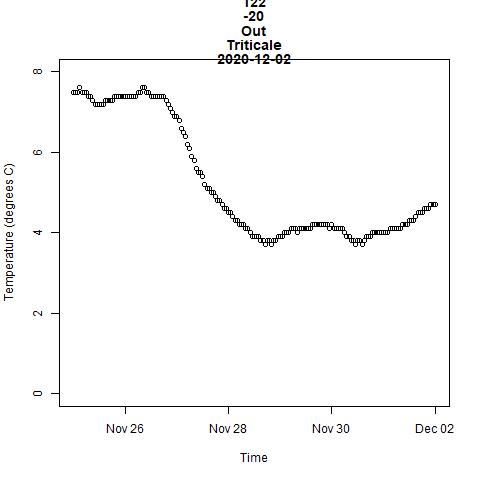 122
-20
Out
Triticale
2020-12-02
Temperature (degrees C)
8
6
4
2
0
Nov 26 Nov 28 Nov 30 Dec 02
Time